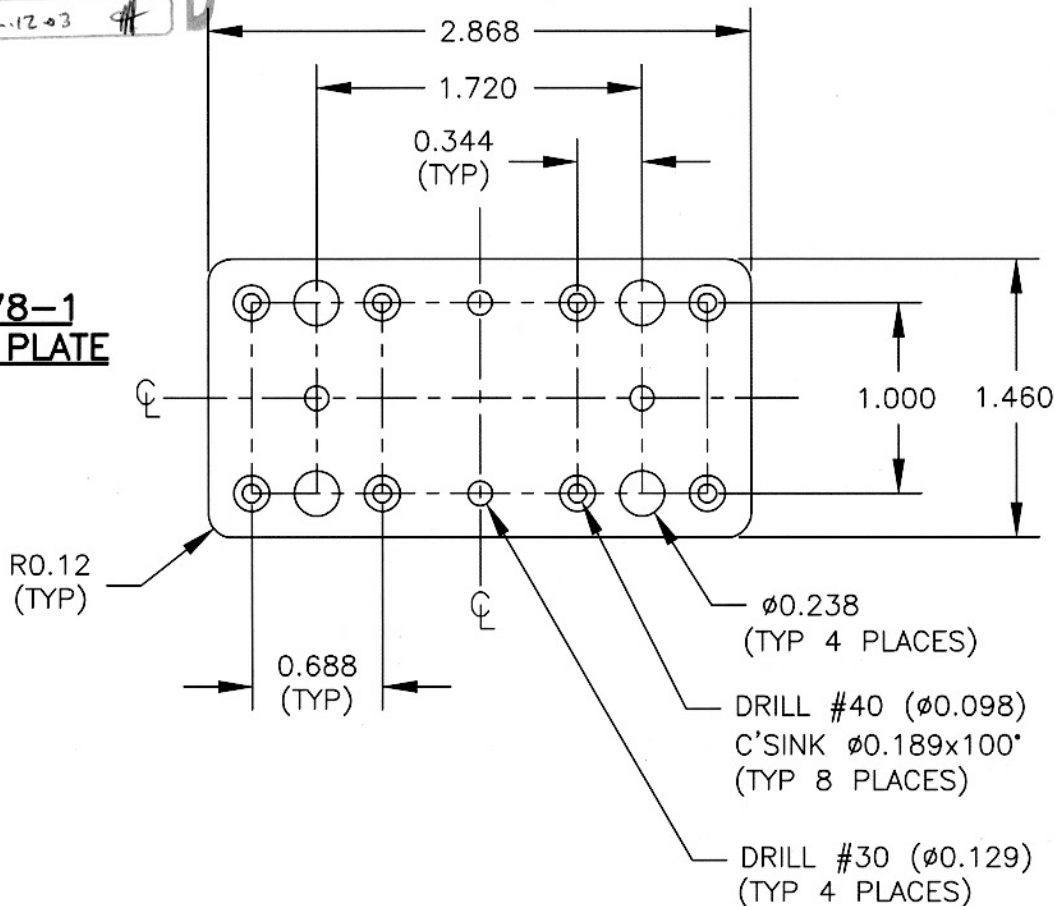 2.868
1.720
0.344
(TYP)
78-1
PLATE
1.000
1.460
R0.12
(TYP)
0.688
(TYP)
ø0.238
(TYP 4 PLACES)
DRILL #40 (ø0.098)
C'SINK ø0.189x100°
(TYP 8 PLACES)
DRILL #30 (ø0.129)
(TYP 4 PLACES)